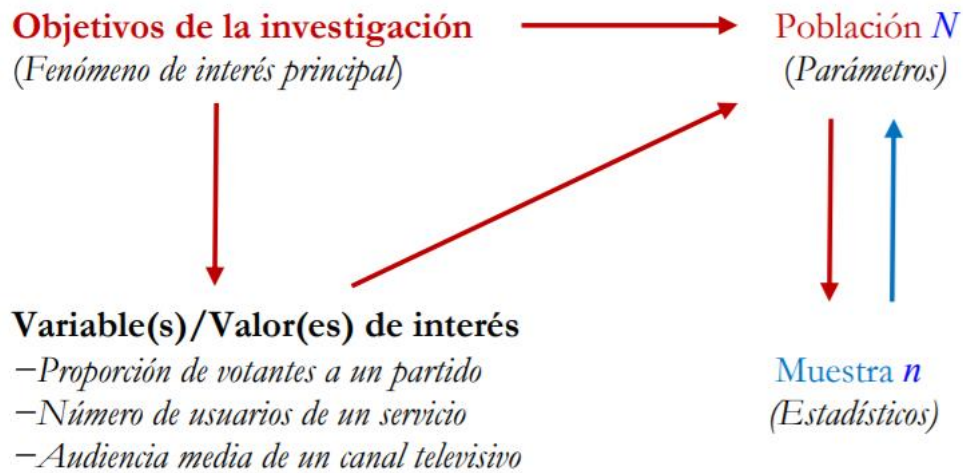 Objetivos de la investigación
(Fenómeno de interés principal)
Población N
(Parámetros)
Variable(s)/Valor(es) de interés
−Proporción de votantes a un partido
−Número de usuarios de un servicio
−Audiencia media de un canal televisivo
Muestra n
(Estadísticos)